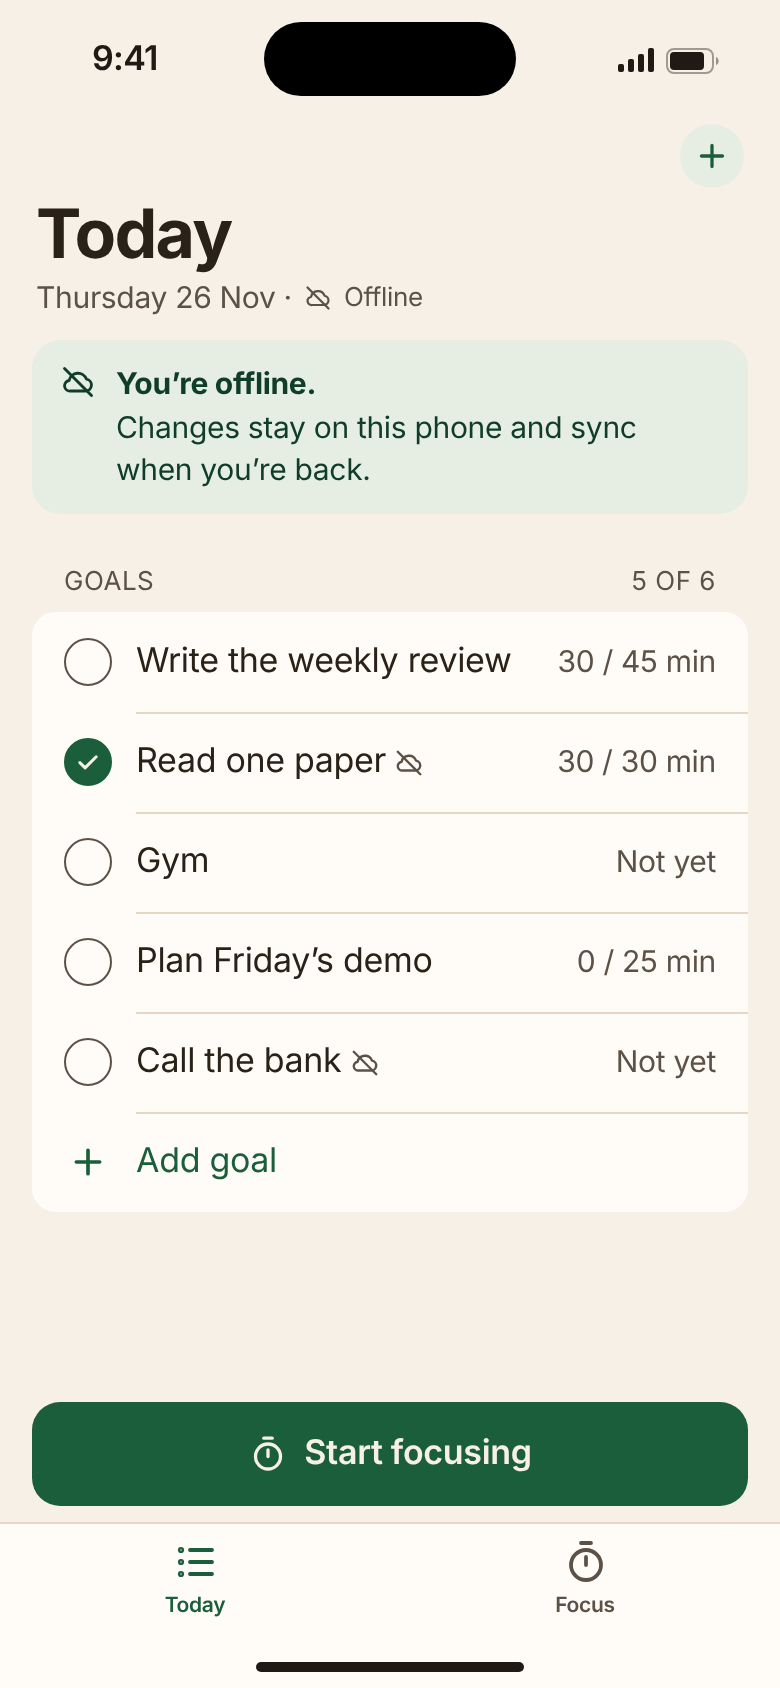 9:41
Today
Thursday 26 Nov · Offline
You’re offline.
Changes stay on this phone and sync
when you’re back.
GOALS 5 OF 6
Write the weekly review 30 / 45 min
Read one paper 30 / 30 min
Gym Not yet
Plan Friday’s demo 0 / 25 min
Call the bank Not yet
Add goal
Start focusing
Today Focus